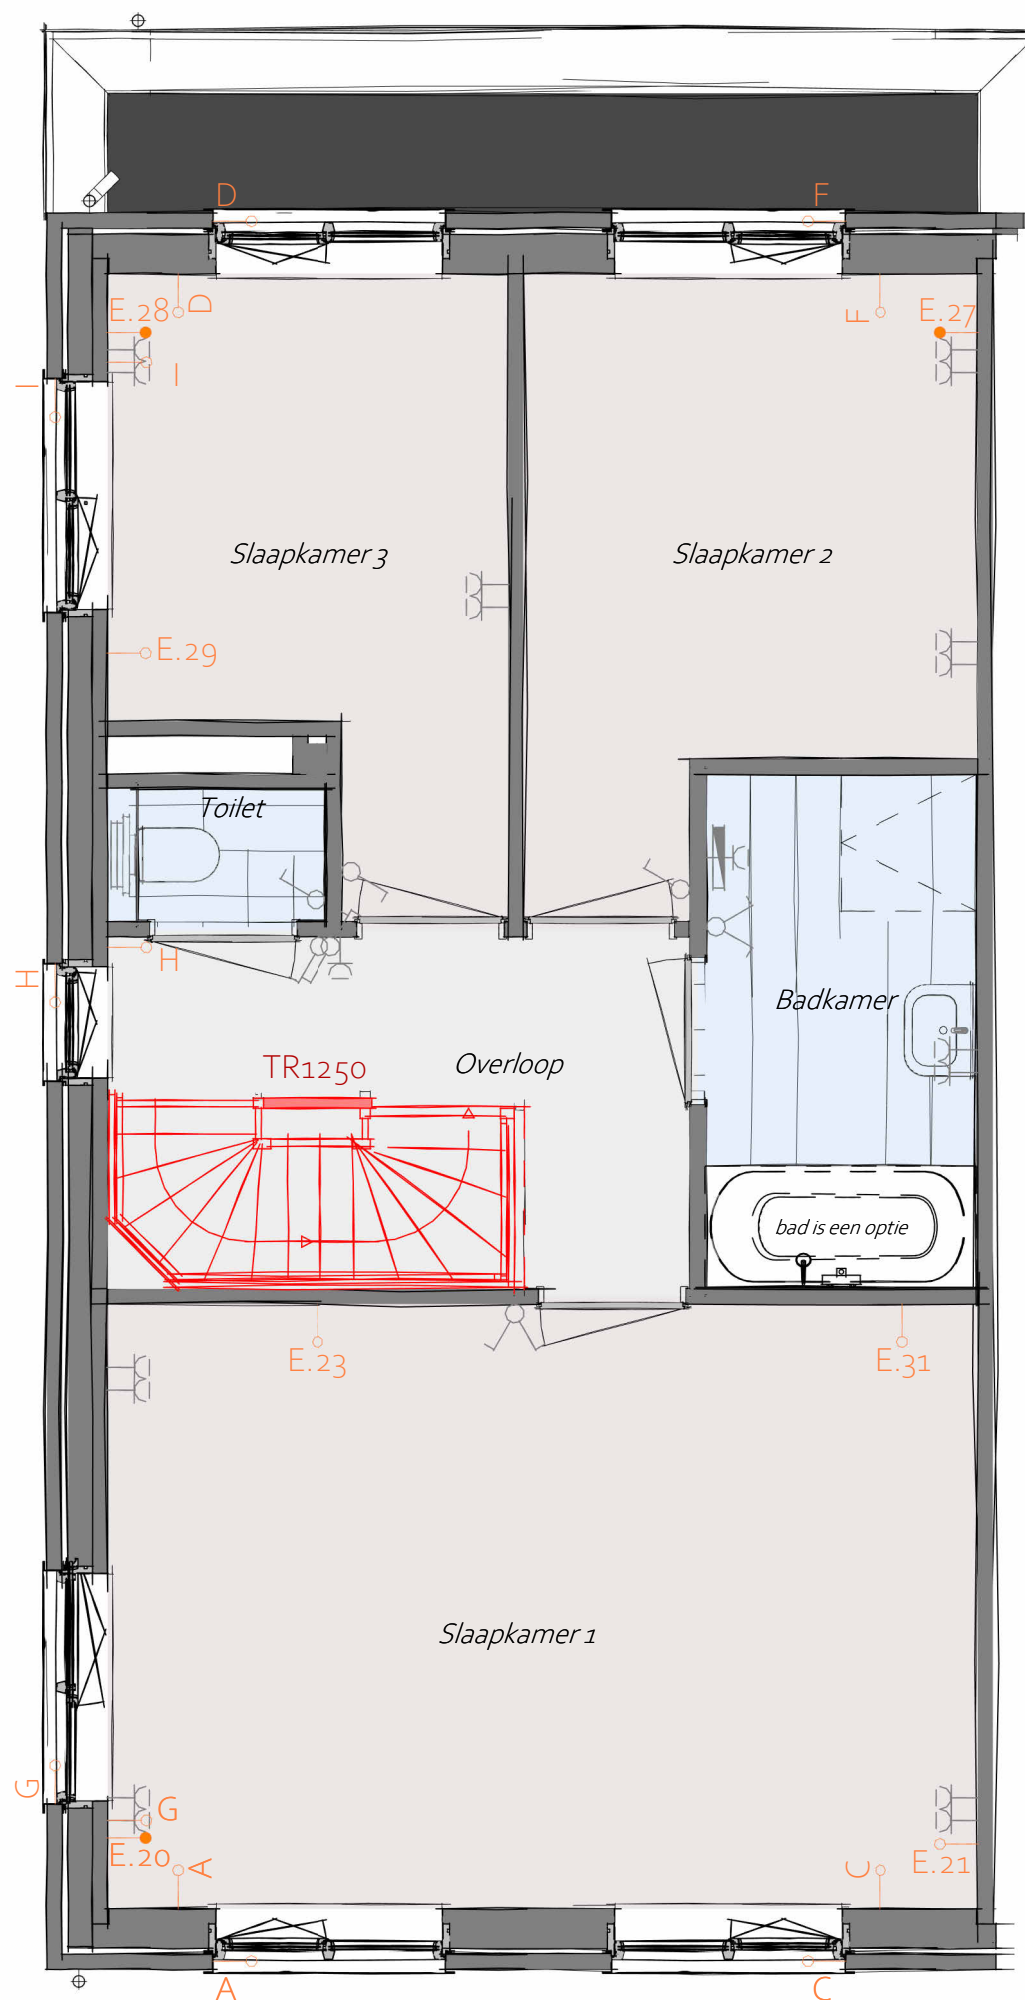 D
F
E.28
D
F
E.27
I
I
Slaapkamer 3
Slaapkamer 2
E.29
Toilet
H
H
Badkamer
TR1250
Overloop
bad is een optie
E.23
E.31
Slaapkamer 1
G
G
E.20
A
C
E.21
A
C